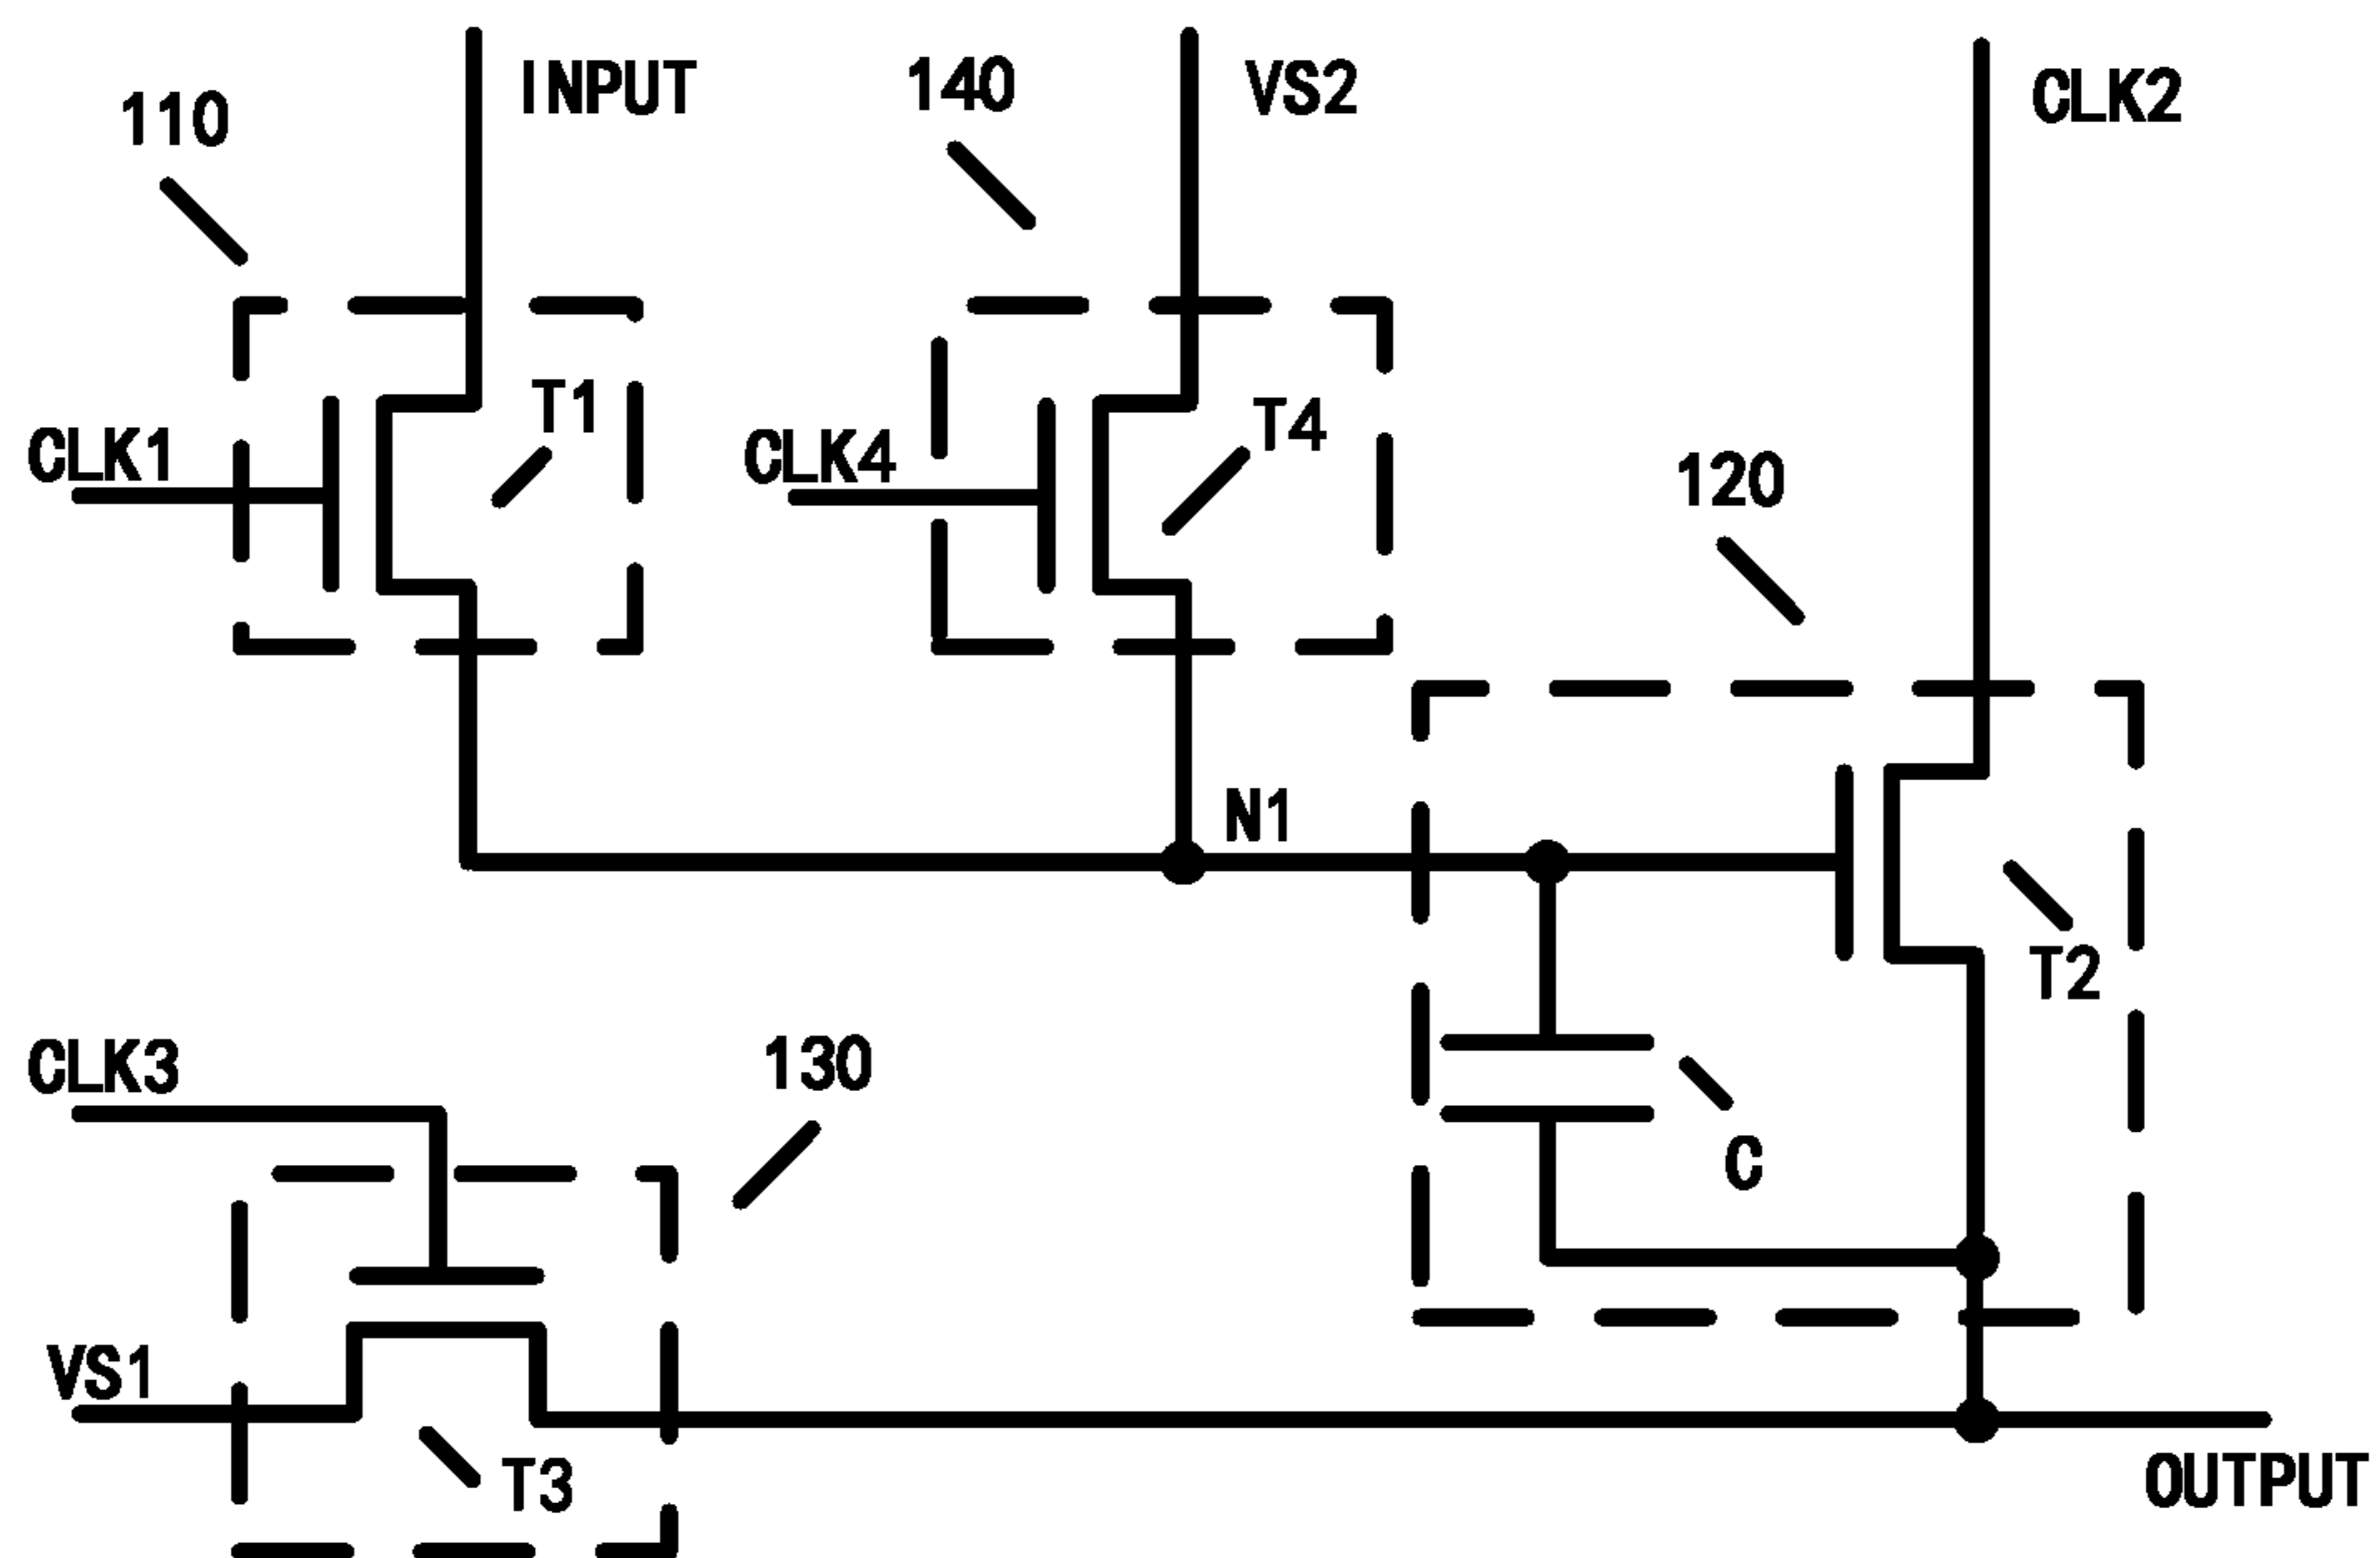 INPUT
140
VS2
CLK2
110
T1
T4
CLK1
CLK4
120
N1
T2
CLK3
130
C
VS1
T3
OUTPUT